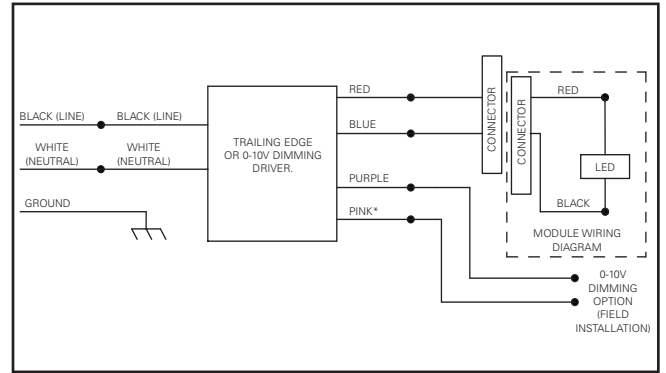 BLACK (LINE)
BLACK (LINE)
WHITE
(NEUTRAL)
WHITE
(NEUTRAL)
GROUND
TRAILING EDGE
OR 0-10V DIMMING
DRIVER.
RED
BLUE
PURPLE
PINK*
CONNECTOR
CONNECTOR
RED
LED
BLACK
MODULE WIRING
DIAGRAM
0-10V
DIMMING
OPTION
(FIELD
INSTALLATION)